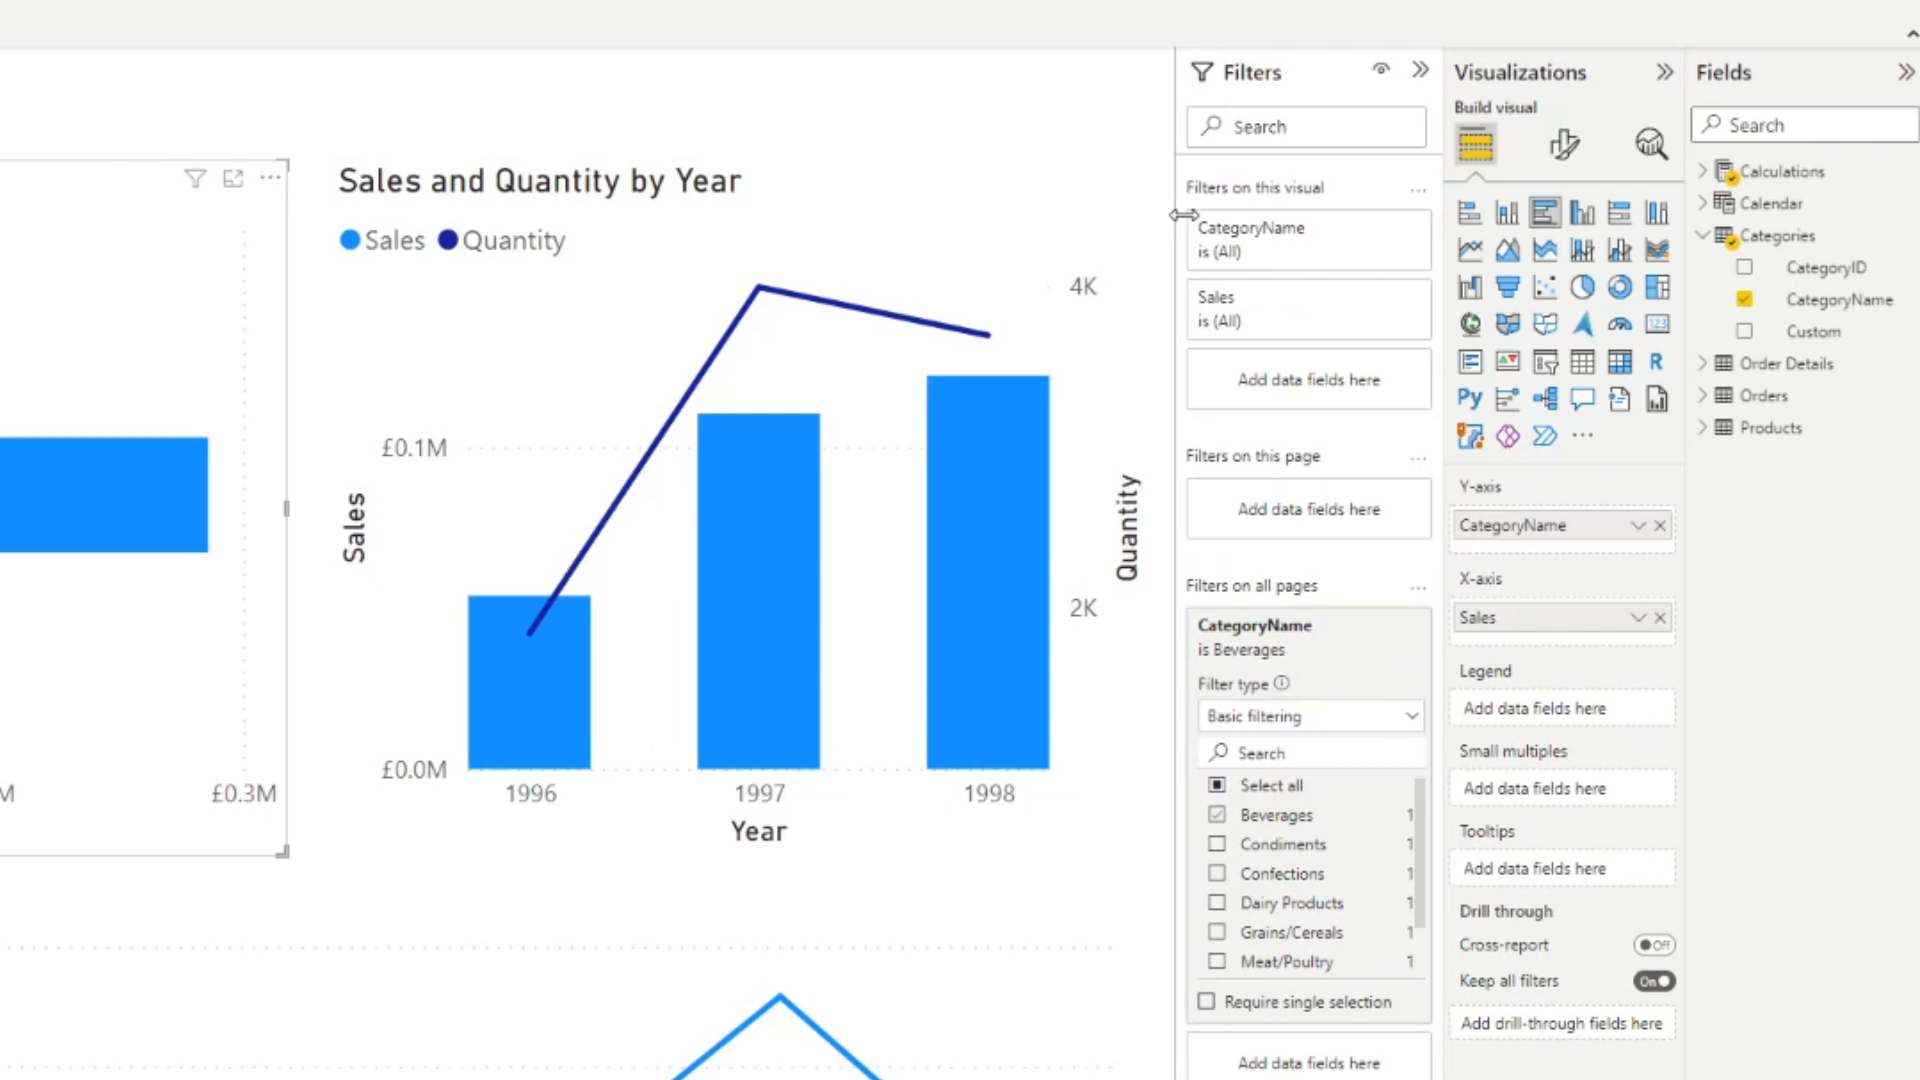 Sales and Quantity by Year
Sales Quantity
4K
£0.1M
Sales
Quantity
2K
£0.0M
1996 1997 1998
Year
M
£0.3M
Filters
Search
Filters on this visual
CategoryName
is (All)
Sales
is (All)
Add data fields here
Filters on this page
Add data fields here
Filters on all pages
CategoryName
is Beverages
Filter type
Basic filtering
Search
Select all
Beverages 1
Condiments 1
Confections 1
Dairy Products 1
Grains/Cereals 1
Meat/Poultry 1
Require single selection
Add data fields here
Visualizations
Build visual
123
R
Py
Y-axis
CategoryName
X-axis
Sales
Legend
Add data fields here
Small multiples
Add data fields here
Tooltips
Add data fields here
Drill through
Cross-report Off
Keep all filters On
Add drill-through fields here
Fields
Search
Calculations
Calendar
Categories
CategoryID
CategoryName
Custom
Order Details
Orders
Products